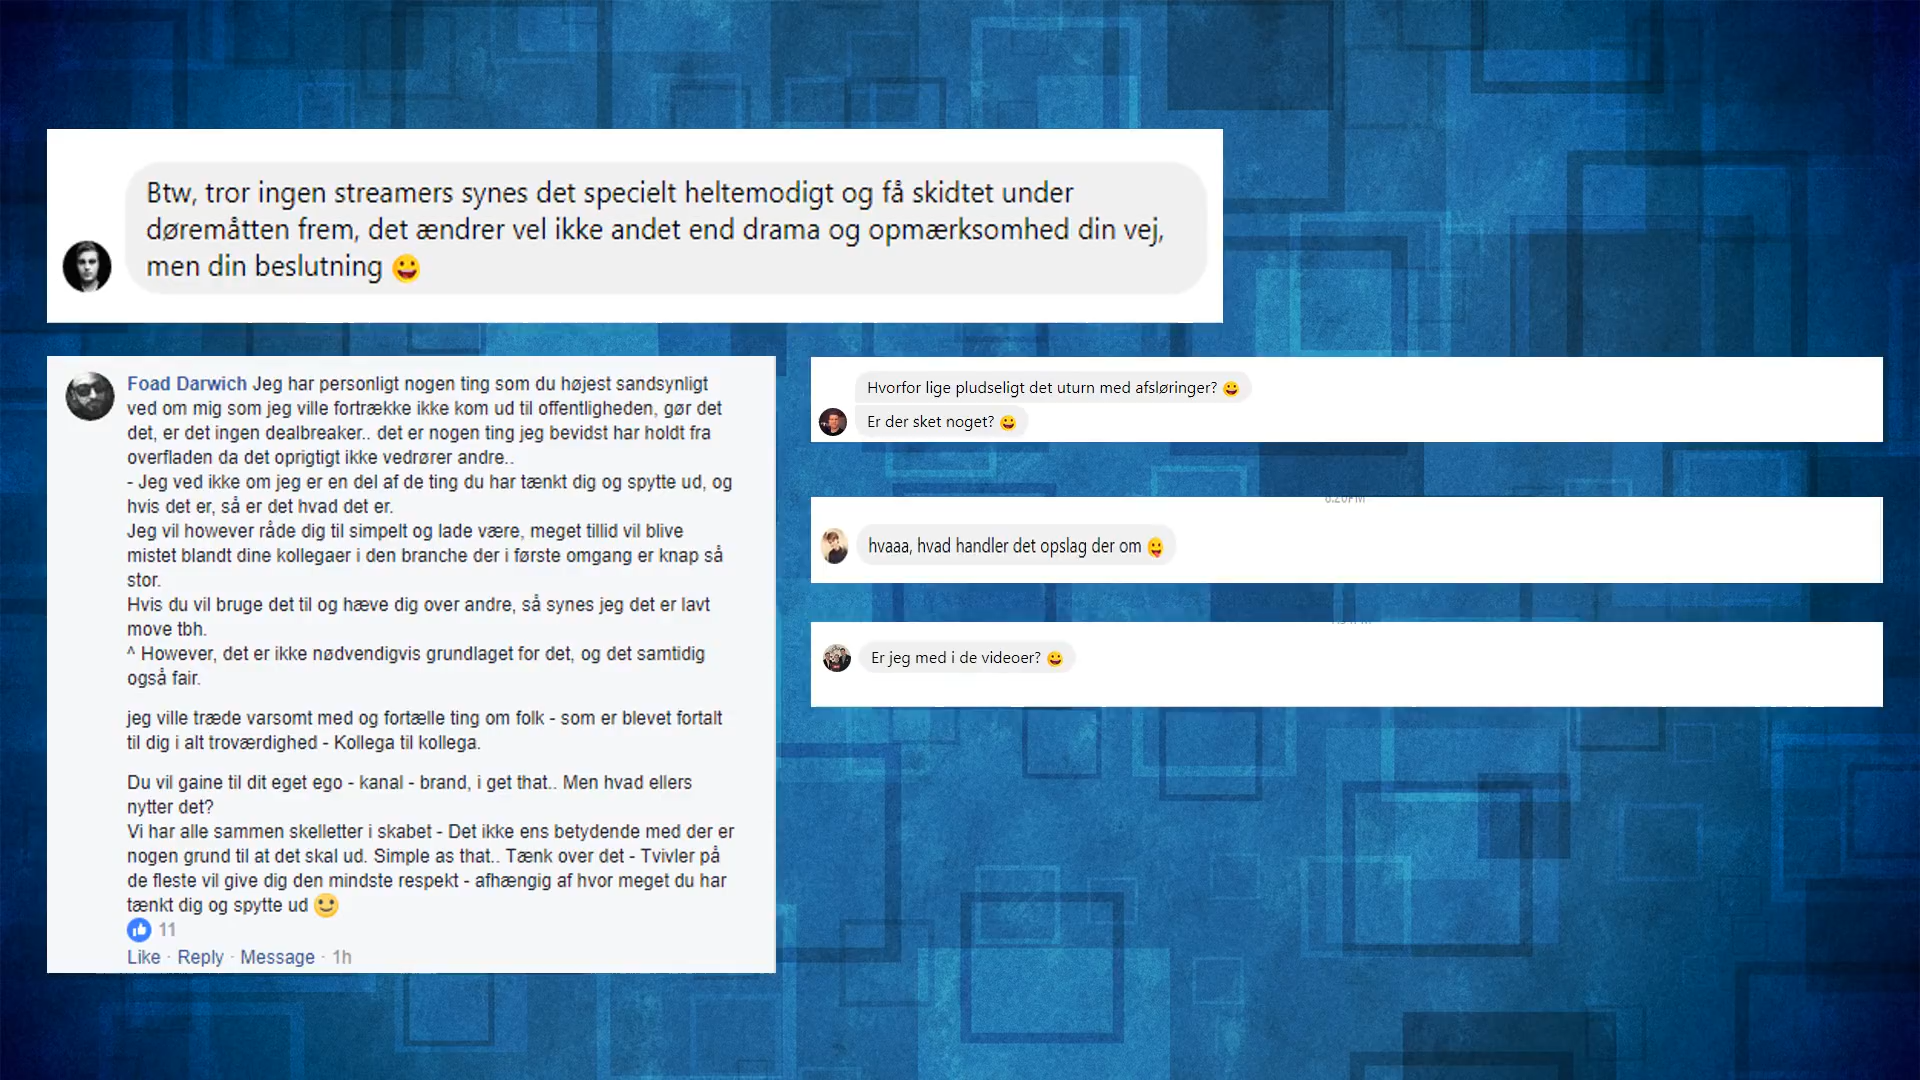 Btw, tror ingen streamers synes det specielt heltemodigt og få skidtet under
døremåtten frem, det ændrer vel ikke andet end drama og opmærksomhed din vej,
men din beslutning 😀
Foad Darwich Jeg har personligt nogen ting som du højest sandsynligt
ved om mig som jeg ville fortrække ikke kom ud til offentligheden, gør det
det, er det ingen dealbreaker.. det er nogen ting jeg bevidst har holdt fra
overfladen da det oprigtigt ikke vedrører andre..
- Jeg ved ikke om jeg er en del af de ting du har tænkt dig og spytte ud, og
hvis det er, så er det hvad det er.
Jeg vil however råde dig til simpelt og lade være, meget tillid vil blive
mistet blandt dine kollegaer i den branche der i første omgang er knap så
stor.
Hvis du vil bruge det til og hæve dig over andre, så synes jeg det er lavt
move tbh.
^ However, det er ikke nødvendigvis grundlaget for det, og det samtidig
også fair.
jeg ville træde varsomt med og fortælle ting om folk - som er blevet fortalt
til dig i alt troværdighed - Kollega til kollega.
Du vil gaine til dit eget ego - kanal - brand, i get that.. Men hvad ellers
nytter det?
Vi har alle sammen skelletter i skabet - Det ikke ens betydende med der er
nogen grund til at det skal ud. Simple as that.. Tænk over det - Tvivler på
de fleste vil give dig den mindste respekt - afhængig af hvor meget du har
tænkt dig og spytte ud 🙂
11
Like · Reply · Message · 1h
Hvorfor lige pludseligt det uturn med afsløringer? 😀
Er der sket noget? 😀
6:20PM
hvaaa, hvad handler det opslag der om 😛
Er jeg med i de videoer? 😀